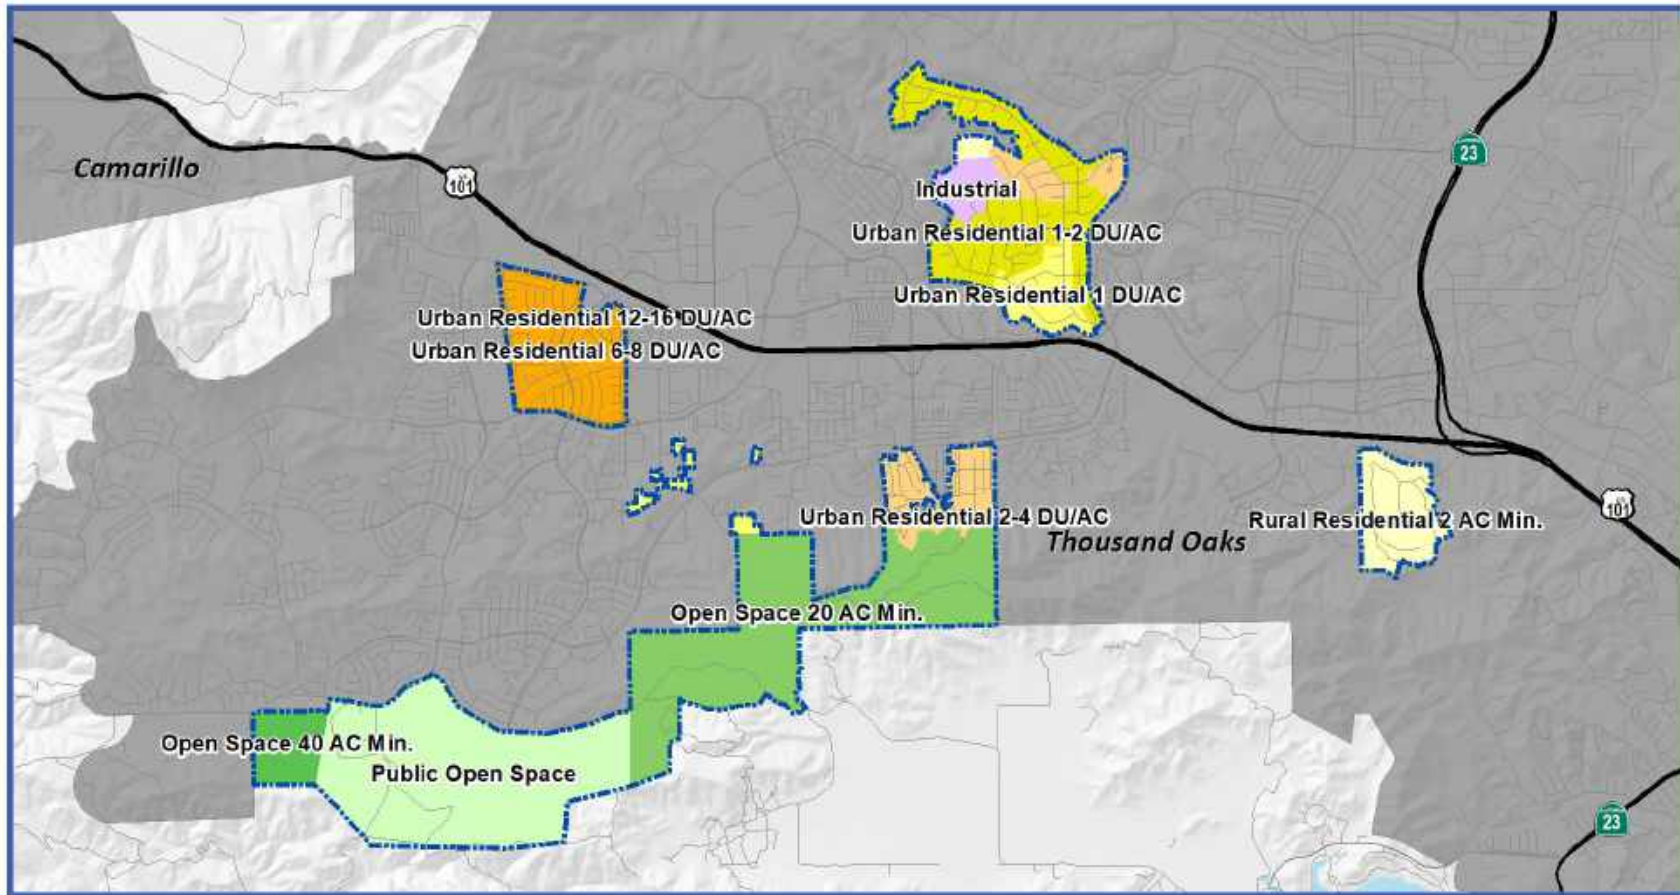 Camarillo
101
23
Industrial
Urban Residential 1-2 DU/AC
Urban Residential 1 DU/AC
Urban Residential 12-16 DU/AC
Urban Residential 6-8 DU/AC
Urban Residential 2-4 DU/AC
Thousand Oaks
Rural Residential 2 AC Min.
101
Open Space 20 AC Min.
Open Space 40 AC Min.
Public Open Space
23